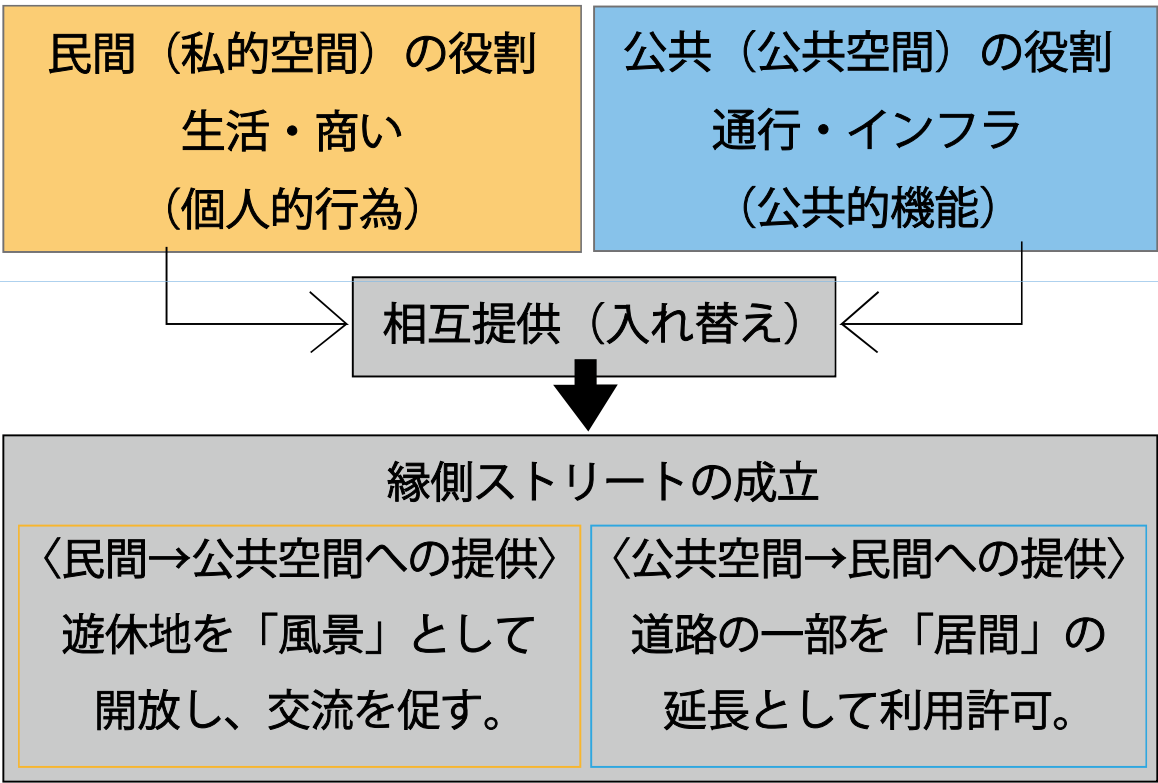 民間（私的空間）の役割
生活・商い
（個人的行為）
公共（公共空間）の役割
通行・インフラ
（公共的機能）
相互提供（入れ替え）
縁側ストリートの成立
〈民間→公共空間への提供〉
遊休地を「風景」として
開放し、交流を促す。
〈公共空間→民間への提供〉
道路の一部を「居間」の
延長として利用許可。